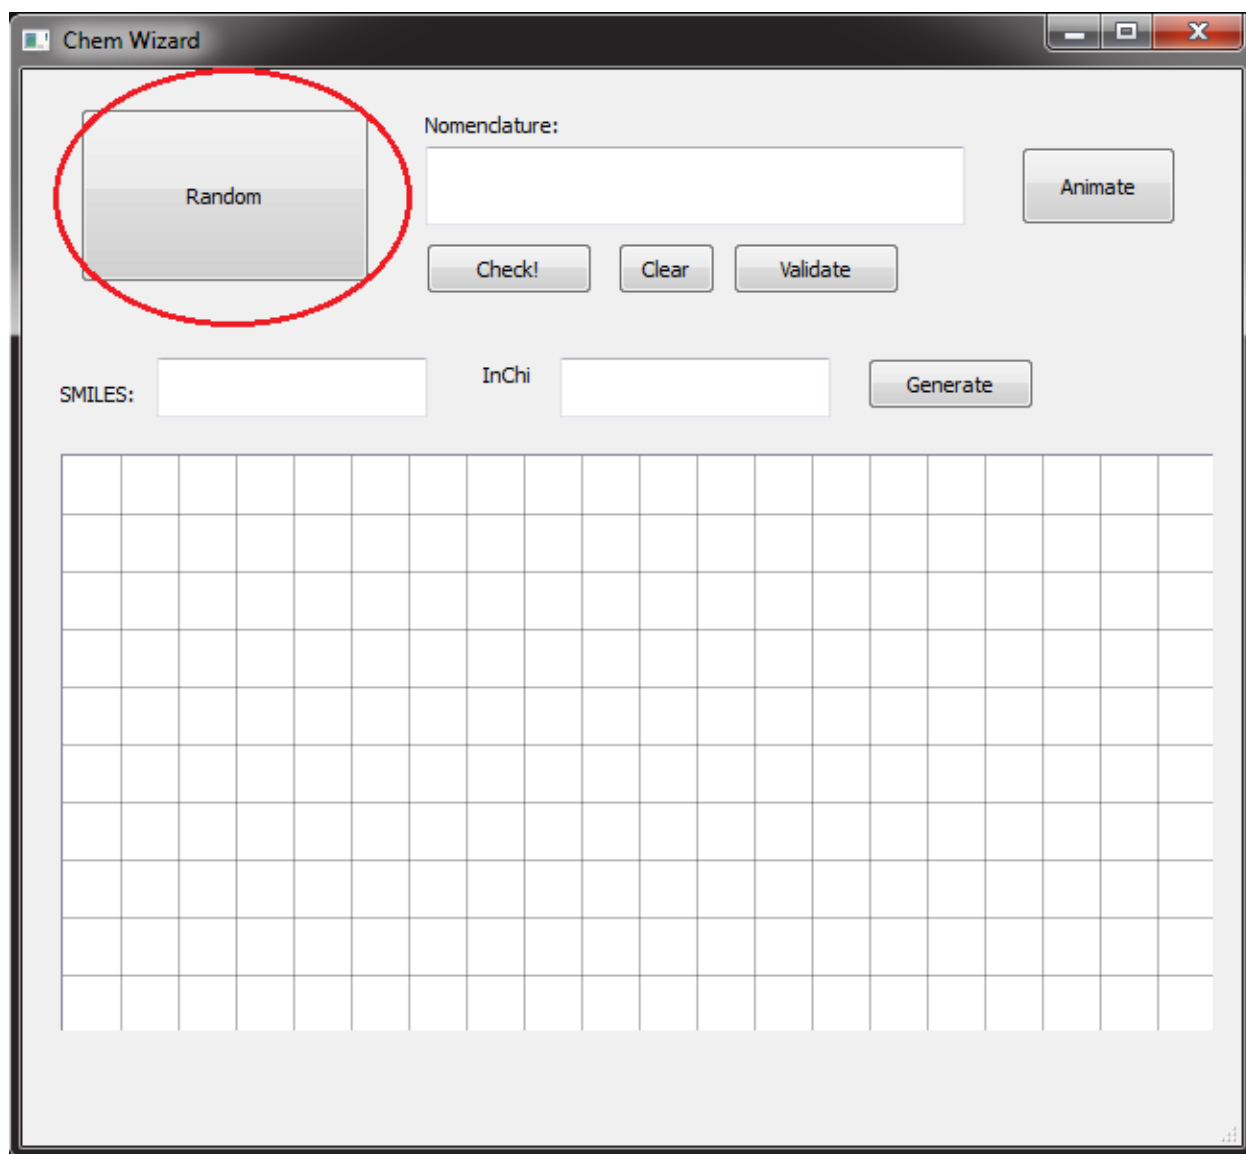 Chem Wizard
Nomenclature:
Random
Animate
Check! Clear Validate
SMILES: InChi Generate